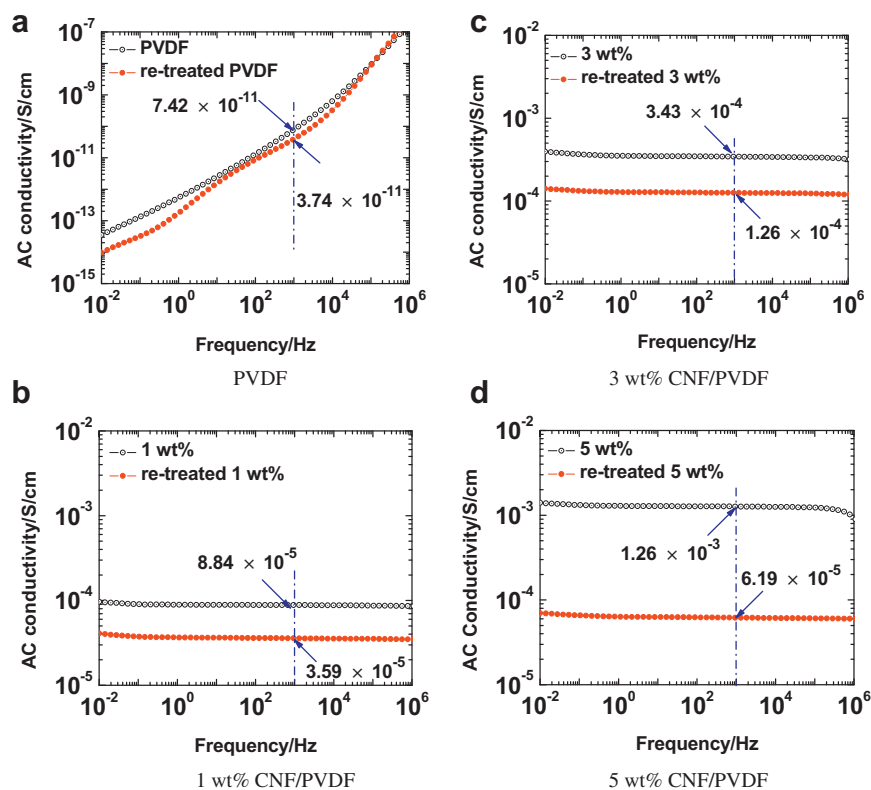 a
10^-7
10^-9
10^-11
10^-13
10^-15
AC conductivity/S/cm
PVDF
re-treated PVDF
7.42 × 10^-11
3.74 × 10^-11
10^-2 10^0 10^2 10^4 10^6
Frequency/Hz
PVDF
c
10^-2
10^-3
10^-4
10^-5
AC conductivity/S/cm
3 wt%
re-treated 3 wt%
3.43 × 10^-4
1.26 × 10^-4
10^-2 10^0 10^2 10^4 10^6
Frequency/Hz
3 wt% CNF/PVDF
b
10^-2
10^-3
10^-4
10^-5
AC conductivity/S/cm
1 wt%
re-treated 1 wt%
8.84 × 10^-5
3.59 × 10^-5
10^-2 10^0 10^2 10^4 10^6
Frequency/Hz
1 wt% CNF/PVDF
d
10^-2
10^-3
10^-4
10^-5
AC Conductivity/S/cm
5 wt%
re-treated 5 wt%
1.26 × 10^-3
6.19 × 10^-5
10^-2 10^0 10^2 10^4 10^6
Frequency/Hz
5 wt% CNF/PVDF